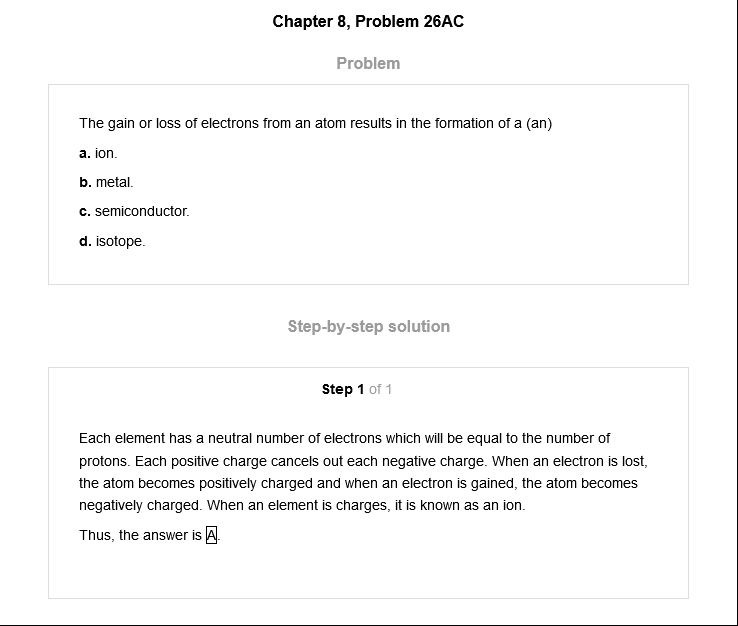 Chapter 8, Problem 26AC
Problem
The gain or loss of electrons from an atom results in the formation of a (an)
a. ion.
b. metal.
c. semiconductor.
d. isotope.
Step-by-step solution
Step 1 of 1
Each element has a neutral number of electrons which will be equal to the number of
protons. Each positive charge cancels out each negative charge. When an electron is lost,
the atom becomes positively charged and when an electron is gained, the atom becomes
negatively charged. When an element is charges, it is known as an ion.
Thus, the answer is A.